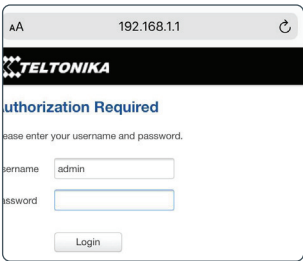 AA 192.168.1.1
TELTONIKA
uthorization Required
ease enter your username and password.
sername admin
assword
Login